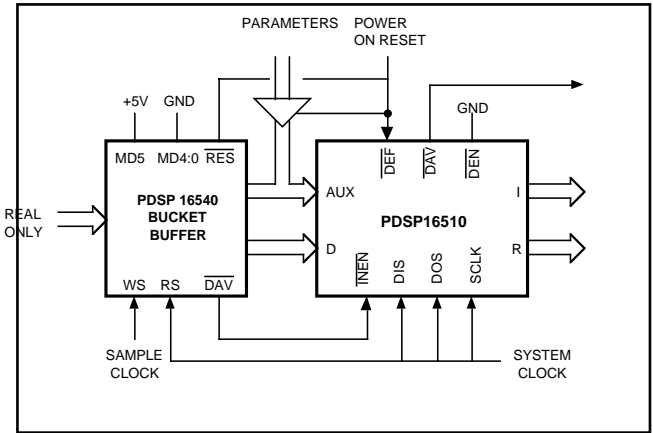 PARAMETERS
POWER
ON RESET
+5V
GND
GND
MD5
MD4:0
RES
DEF
DAV
DEN
PDSP 16540
BUCKET
BUFFER
AUX
I
REAL
ONLY
PDSP16510
D
R
INEN
DIS
DOS
SCLK
WS
RS
DAV
SAMPLE
CLOCK
SYSTEM
CLOCK